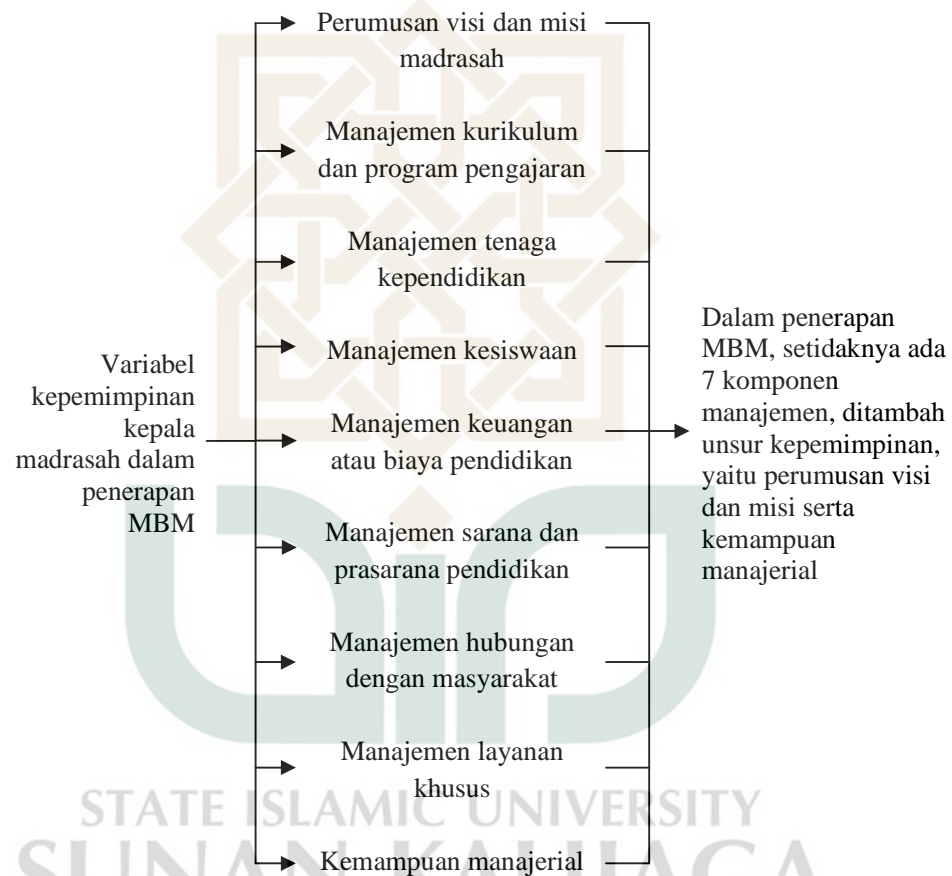 Variabel
kepemimpinan
kepala
madrasah dalam
penerapan
MBM
Perumusan visi dan misi
madrasah
Manajemen kurikulum
dan program pengajaran
Manajemen tenaga
kependidikan
Manajemen kesiswaan
Manajemen keuangan
atau biaya pendidikan
Manajemen sarana dan
prasarana pendidikan
Manajemen hubungan
dengan masyarakat
Manajemen layanan
khusus
Kemampuan manajerial
Dalam penerapan
MBM, setidaknya ada
7 komponen
manajemen, ditambah
unsur kepemimpinan,
yaitu perumusan visi
dan misi serta
kemampuan
manajerial
STATE ISLAMIC UNIVERSITY
SUNAN KALIJAGA